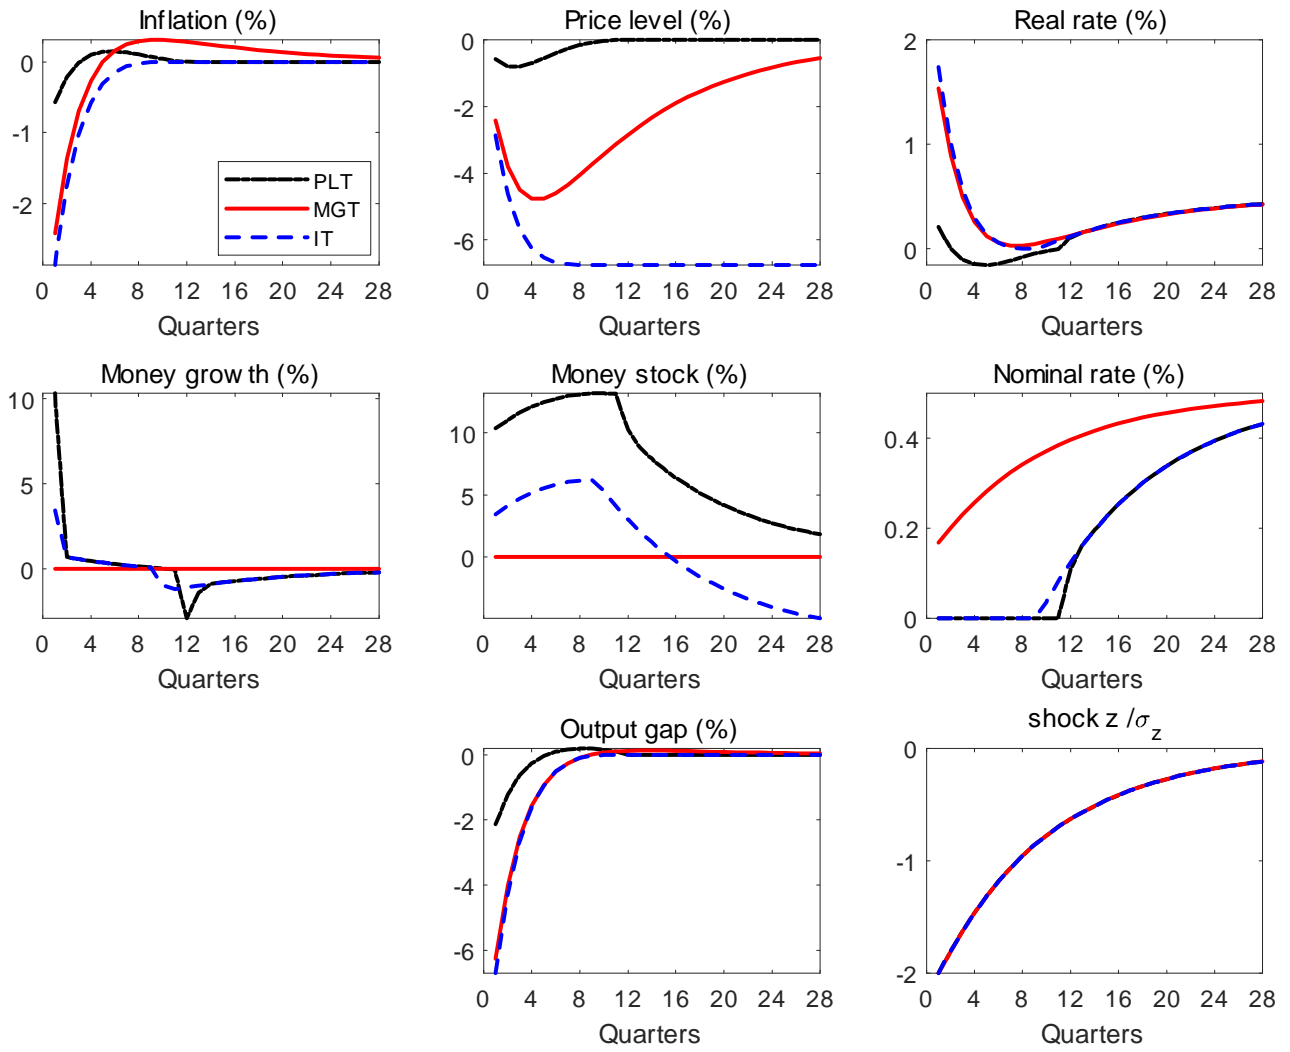 Inflation (%)
0
-1
-2
PLT
MGT
IT
0 4 8 12 16 20 24 28
Quarters
Price level (%)
0
-2
-4
-6
0 4 8 12 16 20 24 28
Quarters
Real rate (%)
2
1
0
0 4 8 12 16 20 24 28
Quarters
Money growth (%)
10
5
0
0 4 8 12 16 20 24 28
Quarters
Money stock (%)
10
5
0
0 4 8 12 16 20 24 28
Quarters
Nominal rate (%)
0.4
0.2
0
0 4 8 12 16 20 24 28
Quarters
Output gap (%)
0
-2
-4
-6
0 4 8 12 16 20 24 28
Quarters
shock z /σz
0
-1
-2
0 4 8 12 16 20 24 28
Quarters